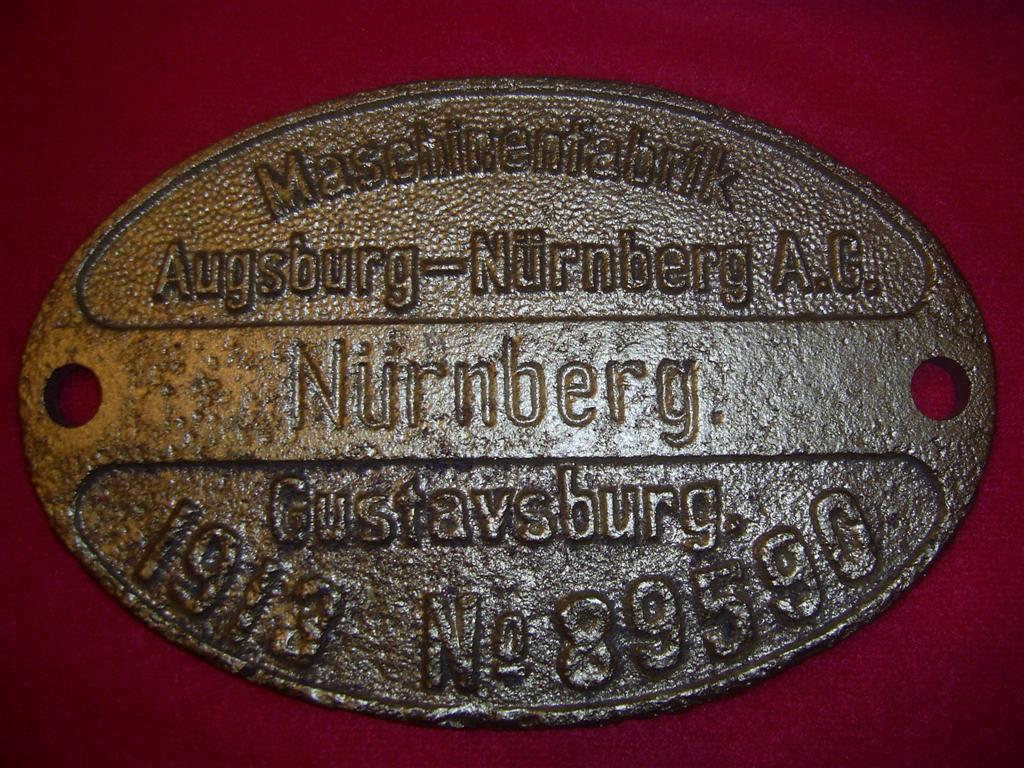 Maschinenfabrik
Augsburg-Nürnberg A.G.
Nürnberg.
Gustavsburg.
1913 No 89590